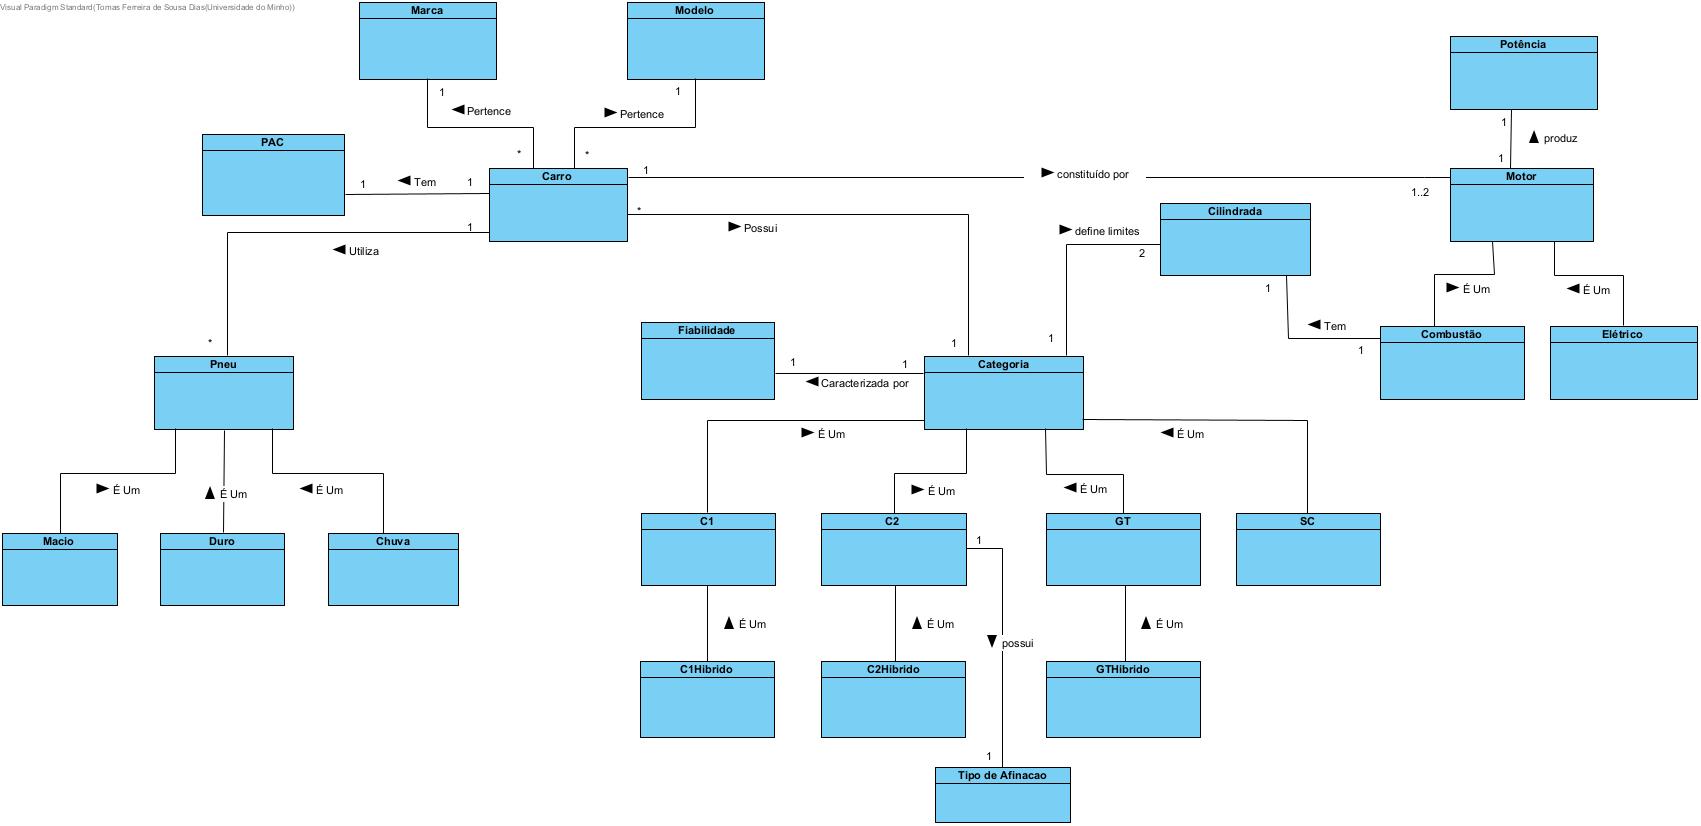 Visual Paradigm Standard(Tomas Ferreira de Sousa Dias(Universidade do Minho))
Marca
Modelo
Potência
1
1
1
Pertence
Pertence
produz
*
*
1
PAC
Carro
Motor
1
Tem
1
1
constituído por
1..2
*
Possui
Cilindrada
1
Utiliza
define limites
2
1
Tem
1
É Um
É Um
Combustão
Elétrico
*
Pneu
Fiabilidade
1
1
1
1
Caracterizada por
Categoria
É Um
É Um
É Um
É Um
É Um
É Um
É Um
Macio
Duro
Chuva
C1
C2
GT
SC
1
É Um
É Um
É Um
possui
C1Hibrido
C2Hibrido
GTHibrido
1
Tipo de Afinacao